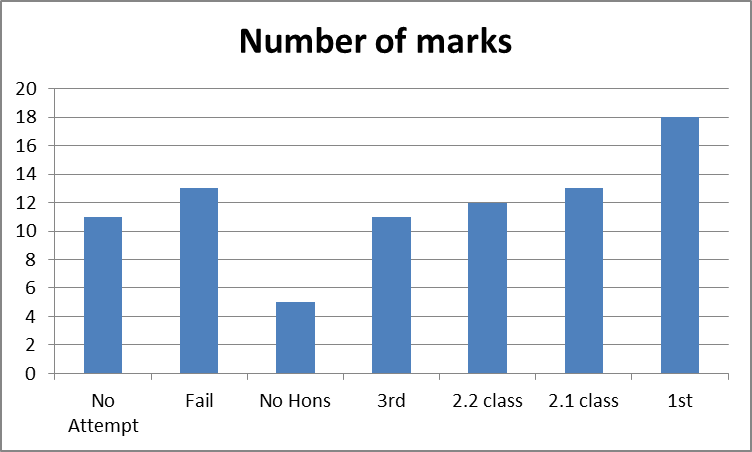 Number of marks
20
18
16
14
12
10
8
6
4
2
0
No Attempt
Fail
No Hons
3rd
2.2 class
2.1 class
1st